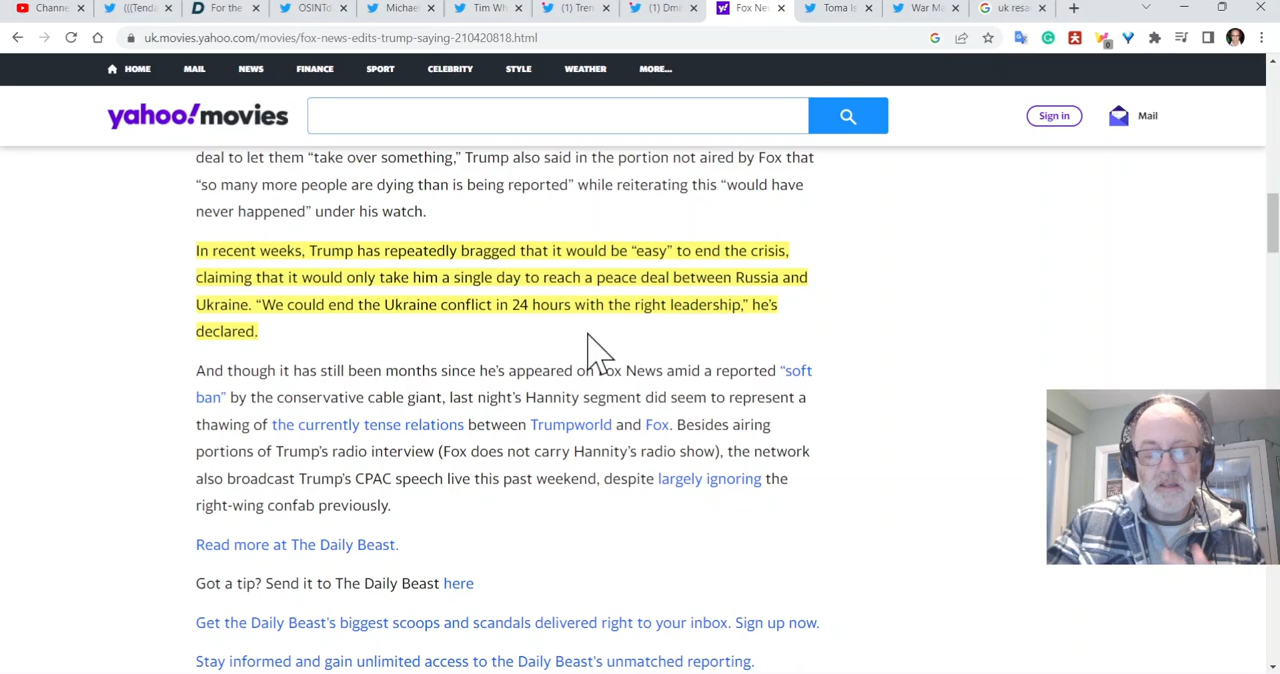 Channe
(((Tenda
For the
OSINTd
Michae
Tim Wh
(1) Tren
(1) Dmi
Fox Ne
Toma Is
War Ma
uk resa
uk.movies.yahoo.com/movies/fox-news-edits-trump-saying-210420818.html
0
HOME MAIL NEWS FINANCE SPORT CELEBRITY STYLE WEATHER MORE...
yahoo!movies
Sign in
Mail
deal to let them “take over something,” Trump also said in the portion not aired by Fox that
“so many more people are dying than is being reported” while reiterating this “would have
never happened” under his watch.
In recent weeks, Trump has repeatedly bragged that it would be “easy” to end the crisis,
claiming that it would only take him a single day to reach a peace deal between Russia and
Ukraine. “We could end the Ukraine conflict in 24 hours with the right leadership,” he’s
declared.
And though it has still been months since he’s appeared on Fox News amid a reported “soft
ban” by the conservative cable giant, last night’s Hannity segment did seem to represent a
thawing of the currently tense relations between Trumpworld and Fox. Besides airing
portions of Trump’s radio interview (Fox does not carry Hannity’s radio show), the network
also broadcast Trump’s CPAC speech live this past weekend, despite largely ignoring the
right-wing confab previously.
Read more at The Daily Beast.
Got a tip? Send it to The Daily Beast here
Get the Daily Beast's biggest scoops and scandals delivered right to your inbox. Sign up now.
Stay informed and gain unlimited access to the Daily Beast's unmatched reporting.